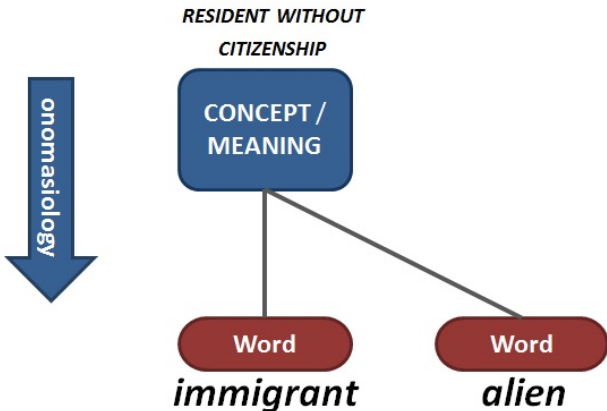 RESIDENT WITHOUT
CITIZENSHIP
onomasiology
CONCEPT /
MEANING
Word
Word
immigrant
alien